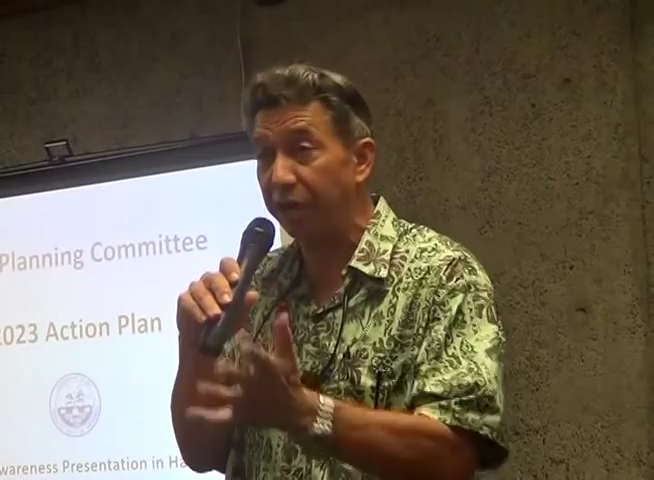 Planning Committee
2023 Action Plan
wareness Presentation in Ha